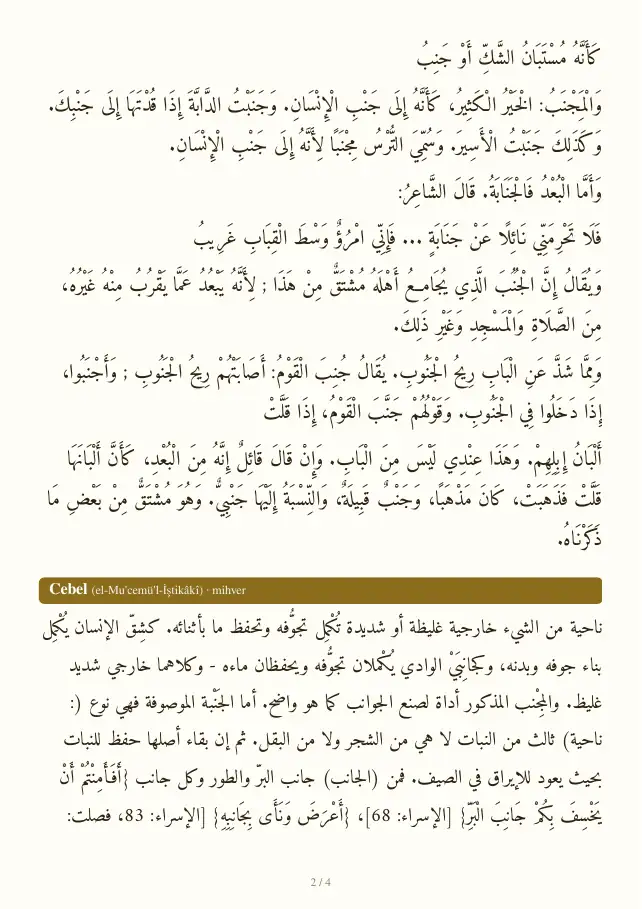 كَأَنَّهُ مُسْتَبَانُ الشَّكِّ أَوْ جَنِبُ
وَالْمَِجْنَبُ: الْخَيْرُ الْكَثِيرُ، كَأَنَّهُ إِلَى جَنْبِ الْإِنْسَانِ. وَجَنَبْتُ الدَّابَّةَ إِذَا قُدْتَهَا إِلَى جَنْبِكَ.
وَكَذَلِكَ جَنَبْتُ الْأَسِيرَ. وَسُمِّيَ التُّرْسُ مِجْنَبًا لِأَنَّهُ إِلَى جَنْبِ الْإِنْسَانِ.
وَأَمَّا الْبُعْدُ فَالْجَنَابَةُ. قَالَ الشَّاعِرُ:
فَلَا تَحْرِمَنِّي نَائِلًا عَنْ جَنَابَةٍ ... فَإِنِّي امْرُؤٌ وَسْطَ الْقِبَابِ غَرِيبُ
وَيُقَالُ إِنَّ الْجُنُبَ الَّذِي يُجَامِعُ أَهْلَهُ مُشْتَقٌّ مِنْ هَذَا ; لِأَنَّهُ يَبْعُدُ عَمَّا يَقْرُبُ مِنْهُ غَيْرُهُ،
مِنَ الصَّلَاةِ وَالْمَسْجِدِ وَغَيْرِ ذَلِكَ.
وَمِمَّا شَذَّ عَنِ الْبَابِ رِيحُ الْجَنُوبِ. يُقَالُ جُنِبَ الْقَوْمُ: أَصَابَتْهُمْ رِيحُ الْجَنُوبِ ; وَأَجْنَبُوا،
إِذَا دَخَلُوا فِي الْجَنُوبِ. وَقَوْلُهُمْ جَنَّبَ الْقَوْمُ، إِذَا قَلَّتْ
أَلْبَانُ إِبِلِهِمْ. وَهَذَا عِنْدِي لَيْسَ مِنَ الْبَابِ. وَإِنْ قَالَ قَائِلٌ إِنَّهُ مِنَ الْبُعْدِ، كَأَنَّ أَلْبَانَهَا
قَلَّتْ فَذَهَبَتْ، كَانَ مَذْهَبًا، وَجَنْبٌ قَبِيلَةٌ، وَالنِّسْبَةُ إِلَيْهَا جَنْبِيٌّ. وَهُوَ مُشْتَقٌّ مِنْ بَعْضِ مَا
ذَكَرْنَاهُ.
Cebel (el-Mu'cemü'l-İştikâkî) · mihver
ناحية من الشيء خارجية غليظة أو شديدة تُكْمِل تجوُّفه وتحفظ ما بأثنائه. كشِقّ الإنسان يُكْمِل
بناء جوفه وبدنه، وكجانِبَيْ الوادي يُكْملان تجوُّفه ويحفظان ماءه - وكلاهما خارجي شديد
غليظ. والمِجْنب المذكور أداة لصنع الجوانب كما هو واضح. أما الجَنْبة الموصوفة فهي نوع (:
ناحية) ثالث من النبات لا هي من الشجر ولا من البقل. ثم إن بقاء أصلها حفظ للنبات
بحيث يعود للإيراق في الصيف. فمن (الجانب) جانب البرّ والطور وكل جانب {أَفَأَمِنْتُمْ أَنْ
يَخْسِفَ بِكُمْ جَانِبَ الْبَرِّ} [الإسراء: 68]، {أَعْرَضَ وَنَأَى بِجَانِبِهِ} [الإسراء: 83، فصلت:
2 / 4